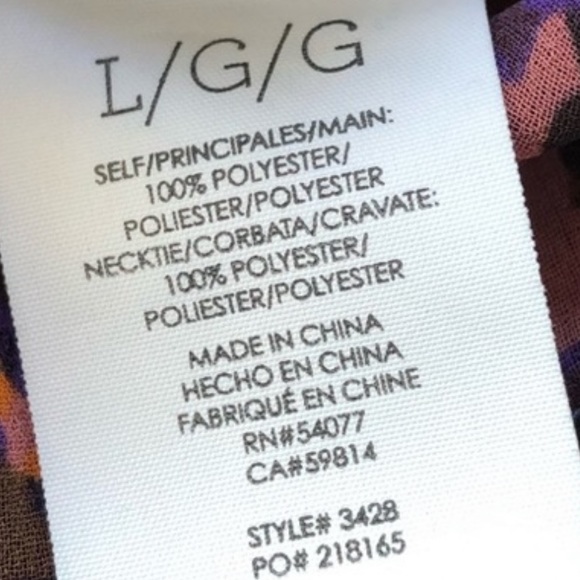 L/G/G
SELF/PRINCIPALES/MAIN:
100% POLYESTER/
POLIESTER/POLYESTER
NECKTIE/CORBATA/CRAVATE:
100% POLYESTER/
POLIESTER/POLYESTER
MADE IN CHINA
HECHO EN CHINA
FABRIQUÉ EN CHINE
RN#54077
CA#59814
STYLE# 3428
PO# 218165